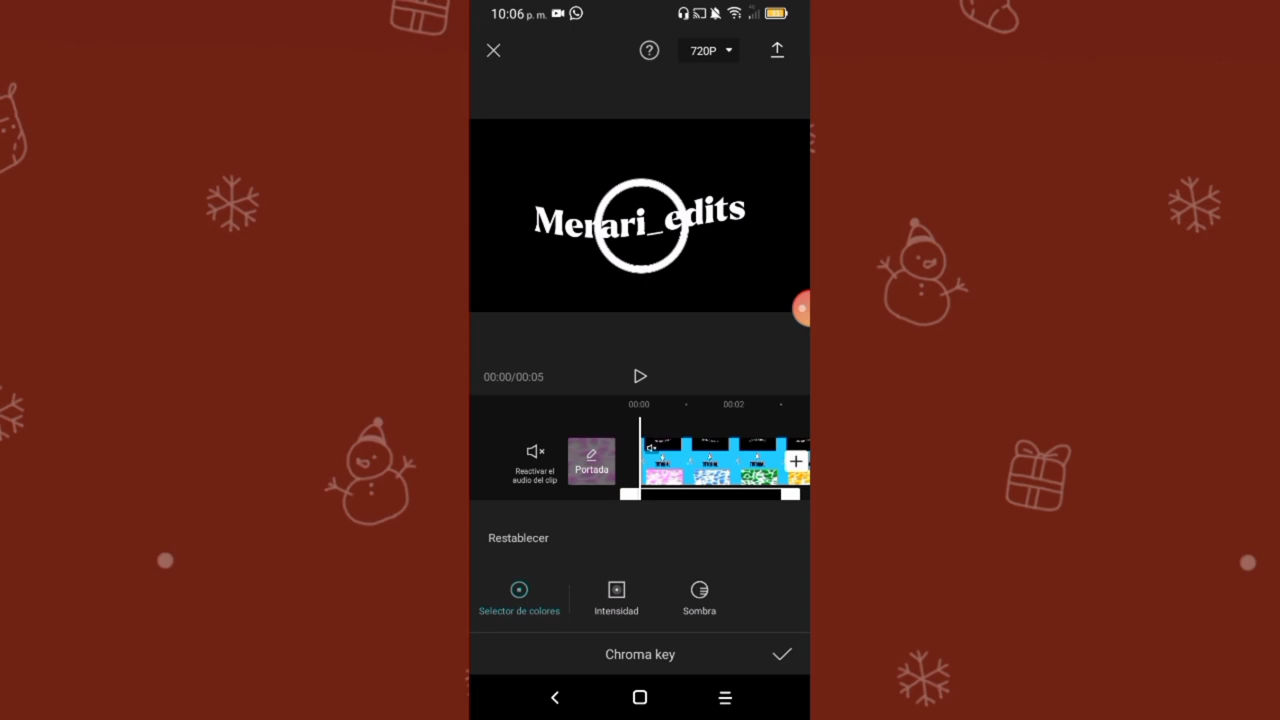 10:06 p. m.
720P
Merari_edits
00:00/00:05
00:00
00:02
Reactivar el
audio del clip
Portada
Restablecer
Selector de colores
Intensidad
Sombra
Chroma key